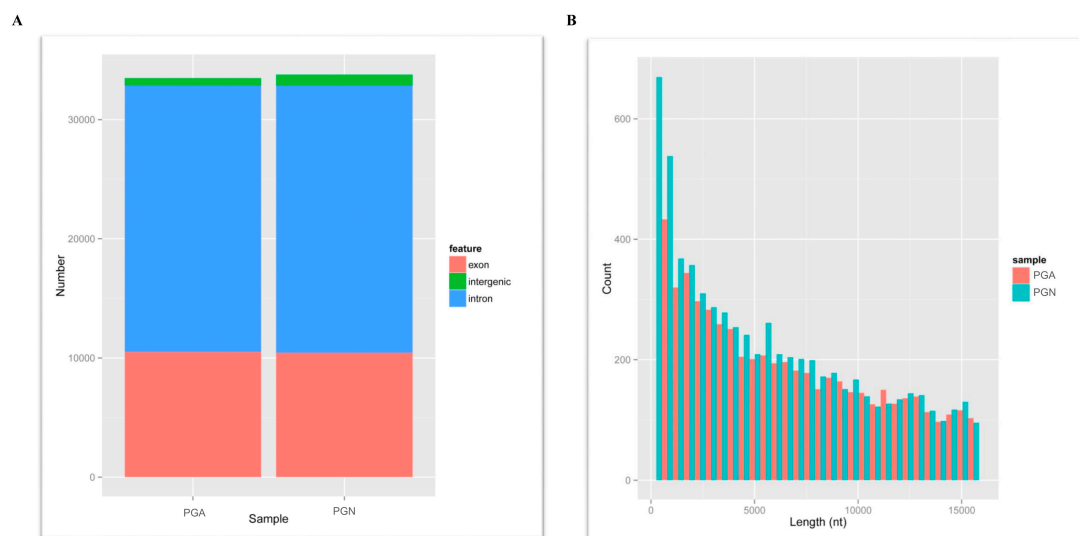 A
B
30000
20000
10000
0
Number
PGA
PGN
Sample
feature
exon
intergenic
intron
600
400
200
0
Count
0
5000
10000
15000
Length (nt)
sample
PGA
PGN